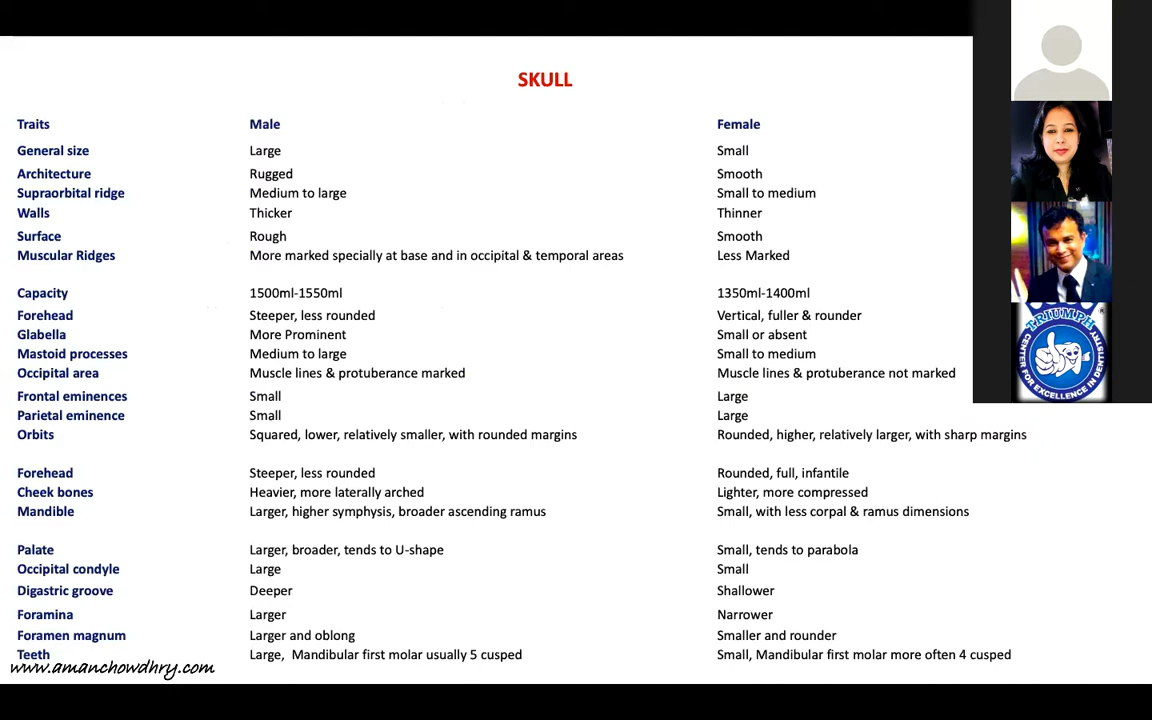 SKULL
Traits Male Female
General size Large Small
Architecture Rugged Smooth
Supraorbital ridge Medium to large Small to medium
Walls Thicker Thinner
Surface Rough Smooth
Muscular Ridges More marked specially at base and in occipital & temporal areas Less Marked
Capacity 1500ml-1550ml 1350ml-1400ml
Forehead Steeper, less rounded Vertical, fuller & rounder
Glabella More Prominent Small or absent
Mastoid processes Medium to large Small to medium
Occipital area Muscle lines & protuberance marked Muscle lines & protuberance not marked
Frontal eminences Small Large
Parietal eminence Small Large
Orbits Squared, lower, relatively smaller, with rounded margins Rounded, higher, relatively larger, with sharp margins
Forehead Steeper, less rounded Rounded, full, infantile
Cheek bones Heavier, more laterally arched Lighter, more compressed
Mandible Larger, higher symphysis, broader ascending ramus Small, with less corpal & ramus dimensions
Palate Larger, broader, tends to U-shape Small, tends to parabola
Occipital condyle Large Small
Digastric groove Deeper Shallower
Foramina Larger Narrower
Foramen magnum Larger and oblong Smaller and rounder
Teeth Large, Mandibular first molar usually 5 cusped Small, Mandibular first molar more often 4 cusped
www.amanchowdhry.com
TRIUMPH
CENTER FOR EXCELLENCE IN DENTISTRY
®